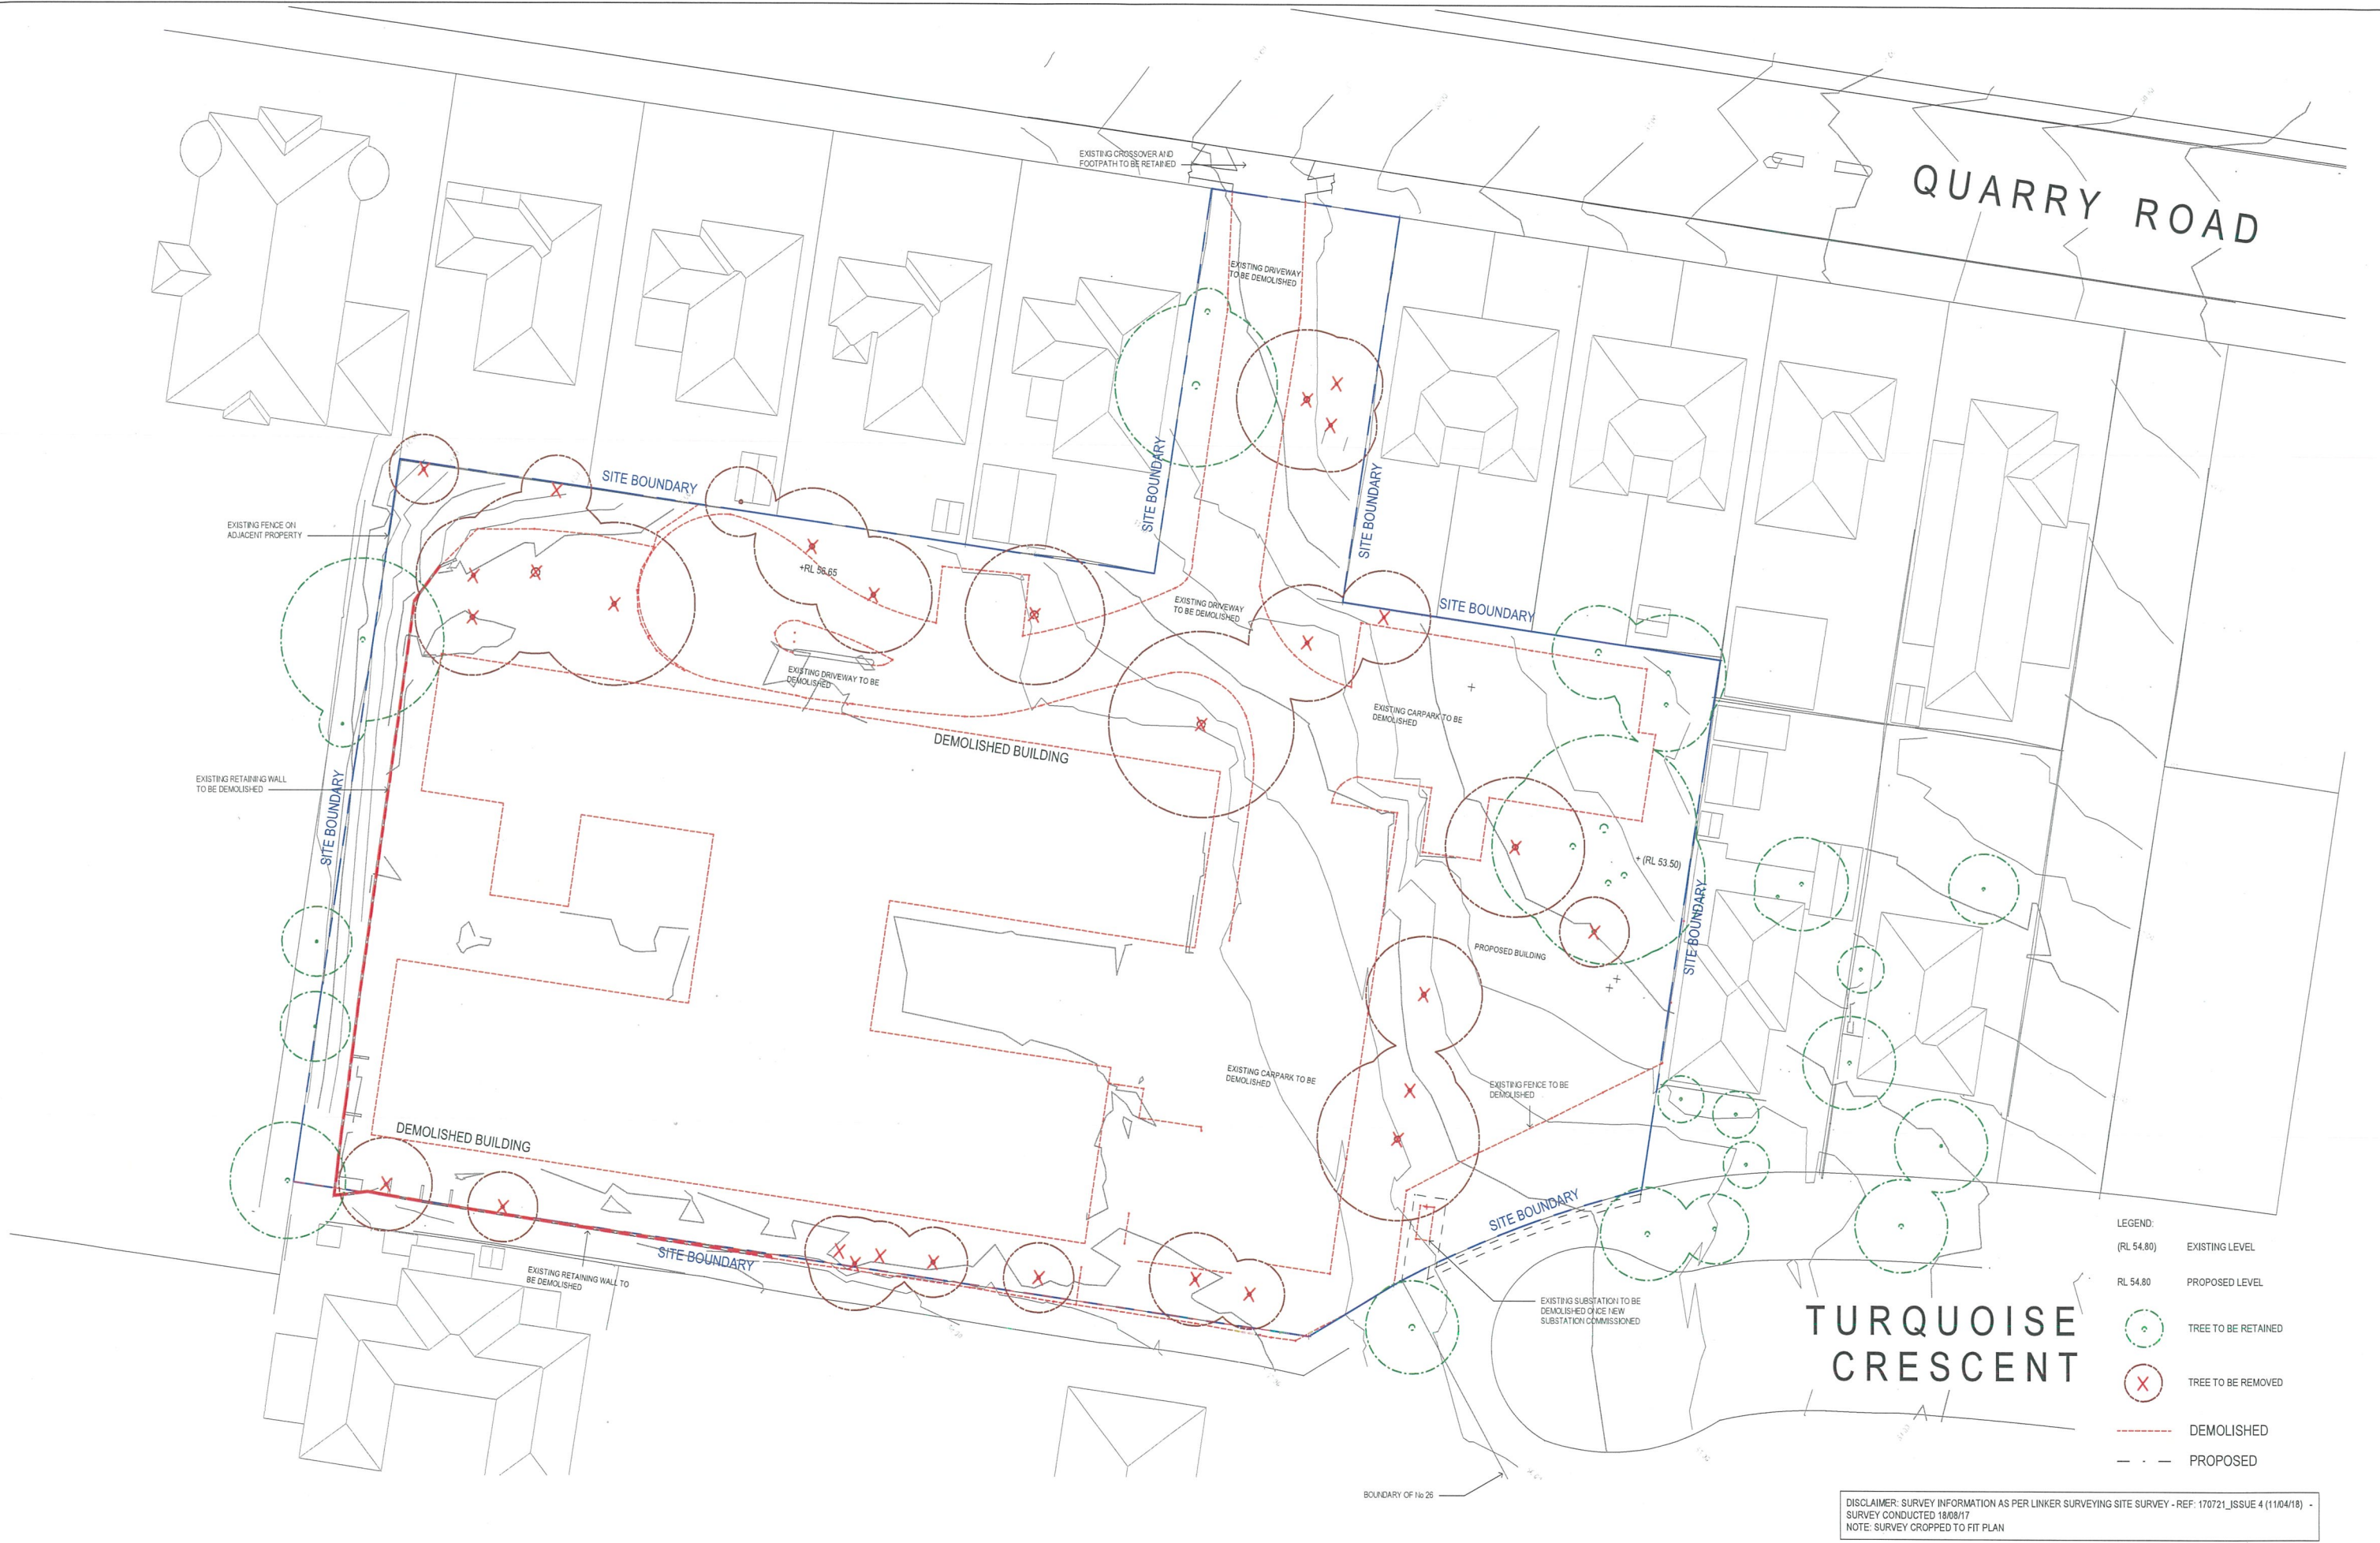 EXISTING CROSSOVER AND
FOOTPATH TO BE RETAINED
QUARRY ROAD
EXISTING DRIVEWAY
TO BE DEMOLISHED
SITE BOUNDARY
SITE BOUNDARY
SITE BOUNDARY
EXISTING FENCE ON
ADJACENT PROPERTY
+RL 56.65
EXISTING DRIVEWAY
TO BE DEMOLISHED
SITE BOUNDARY
EXISTING DRIVEWAY TO BE
DEMOLISHED
EXISTING CARPARK TO BE
DEMOLISHED
DEMOLISHED BUILDING
EXISTING RETAINING WALL
TO BE DEMOLISHED
SITE BOUNDARY
+ (RL 53.50)
PROPOSED BUILDING
SITE BOUNDARY
EXISTING CARPARK TO BE
DEMOLISHED
EXISTING FENCE TO BE
DEMOLISHED
DEMOLISHED BUILDING
SITE BOUNDARY
SITE BOUNDARY
EXISTING RETAINING WALL TO
BE DEMOLISHED
EXISTING SUBSTATION TO BE
DEMOLISHED ONCE NEW
SUBSTATION COMMISSIONED
TURQUOISE
CRESCENT
BOUNDARY OF No 26
LEGEND:
(RL 54.80) EXISTING LEVEL
RL 54.80 PROPOSED LEVEL
TREE TO BE RETAINED
TREE TO BE REMOVED
DEMOLISHED
PROPOSED
DISCLAIMER: SURVEY INFORMATION AS PER LINKER SURVEYING SITE SURVEY - REF: 170721_ISSUE 4 (11/04/18) -
SURVEY CONDUCTED 18/08/17
NOTE: SURVEY CROPPED TO FIT PLAN